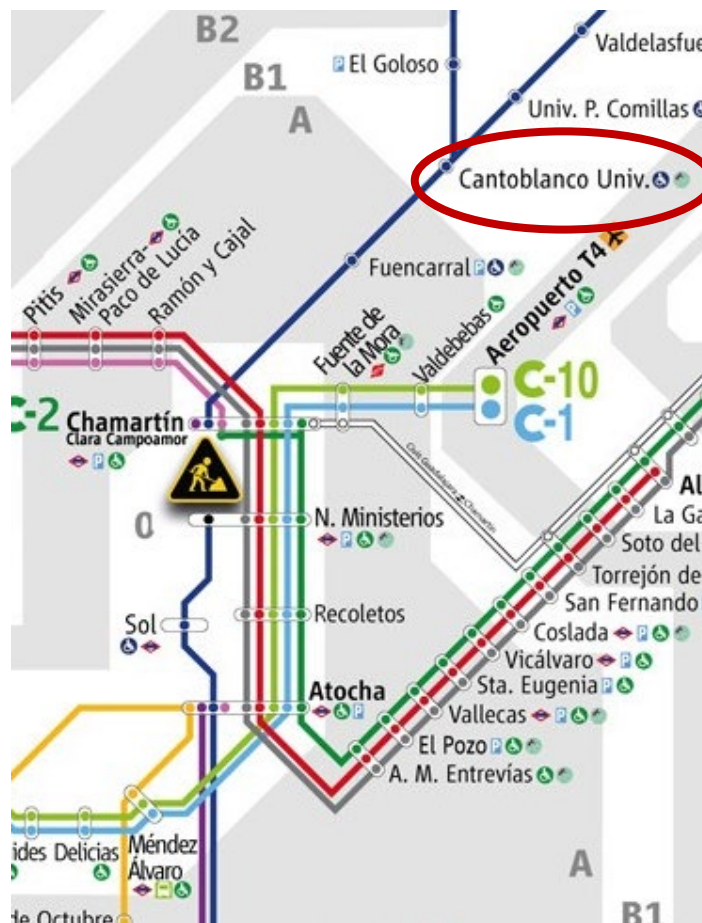 B2
Valdelasfue
El Goloso
B1
Univ. P. Comillas
A
Cantoblanco Univ.
Aeropuerto T4
Fuencarral
Pitis
Mirasierra-
Paco de Lucía
Ramón y Cajal
Fuente de
la Mora
Valdebebas
C-10
C-1
C-2
Chamartín
Clara Campoamor
Civis Guadalajara Chamartín
0
N. Ministerios
Al
La Ga
Soto del
Torrejón de
San Fernando
Recoletos
Sol
Coslada
Vicálvaro
Sta. Eugenia
Atocha
Vallecas
El Pozo
A. M. Entrevías
ides
Delicias
Méndez
Álvaro
A
de Octubre
B1